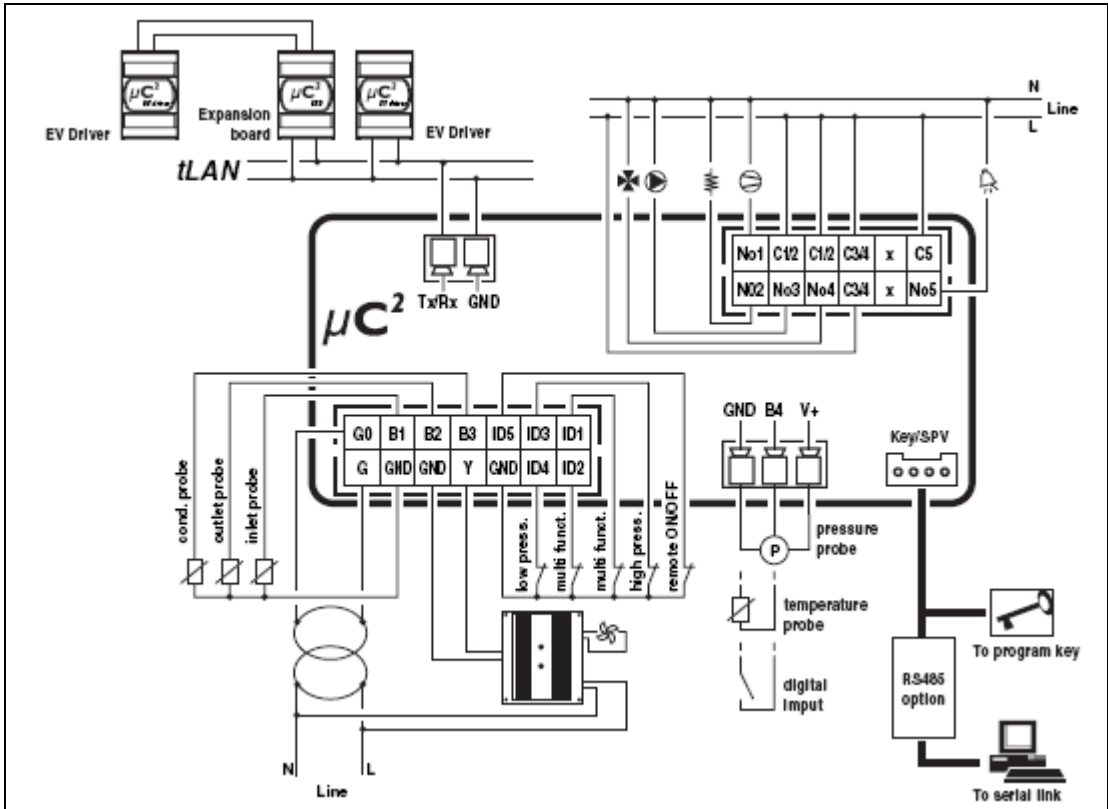 µC²
µC²
µC²
EV Driver
Expansion
board
EV Driver
tLAN
N
Line
L
No1 C1/2 C1/2 C3/4 x C5
N02 No3 No4 C3/4 x No5
Tx/Rx GND
µC²
G0 B1 B2 B3 ID5 ID3 ID1
G GND GND Y GND ID4 ID2
GND B4 V+
Key/SPV
cond. probe
outlet probe
inlet probe
low press.
multi funct.
multi funct.
high press.
remote ON/OFF
P
pressure
probe
temperature
probe
digital
imput
To program key
RS485
option
N L
Line
To serial link